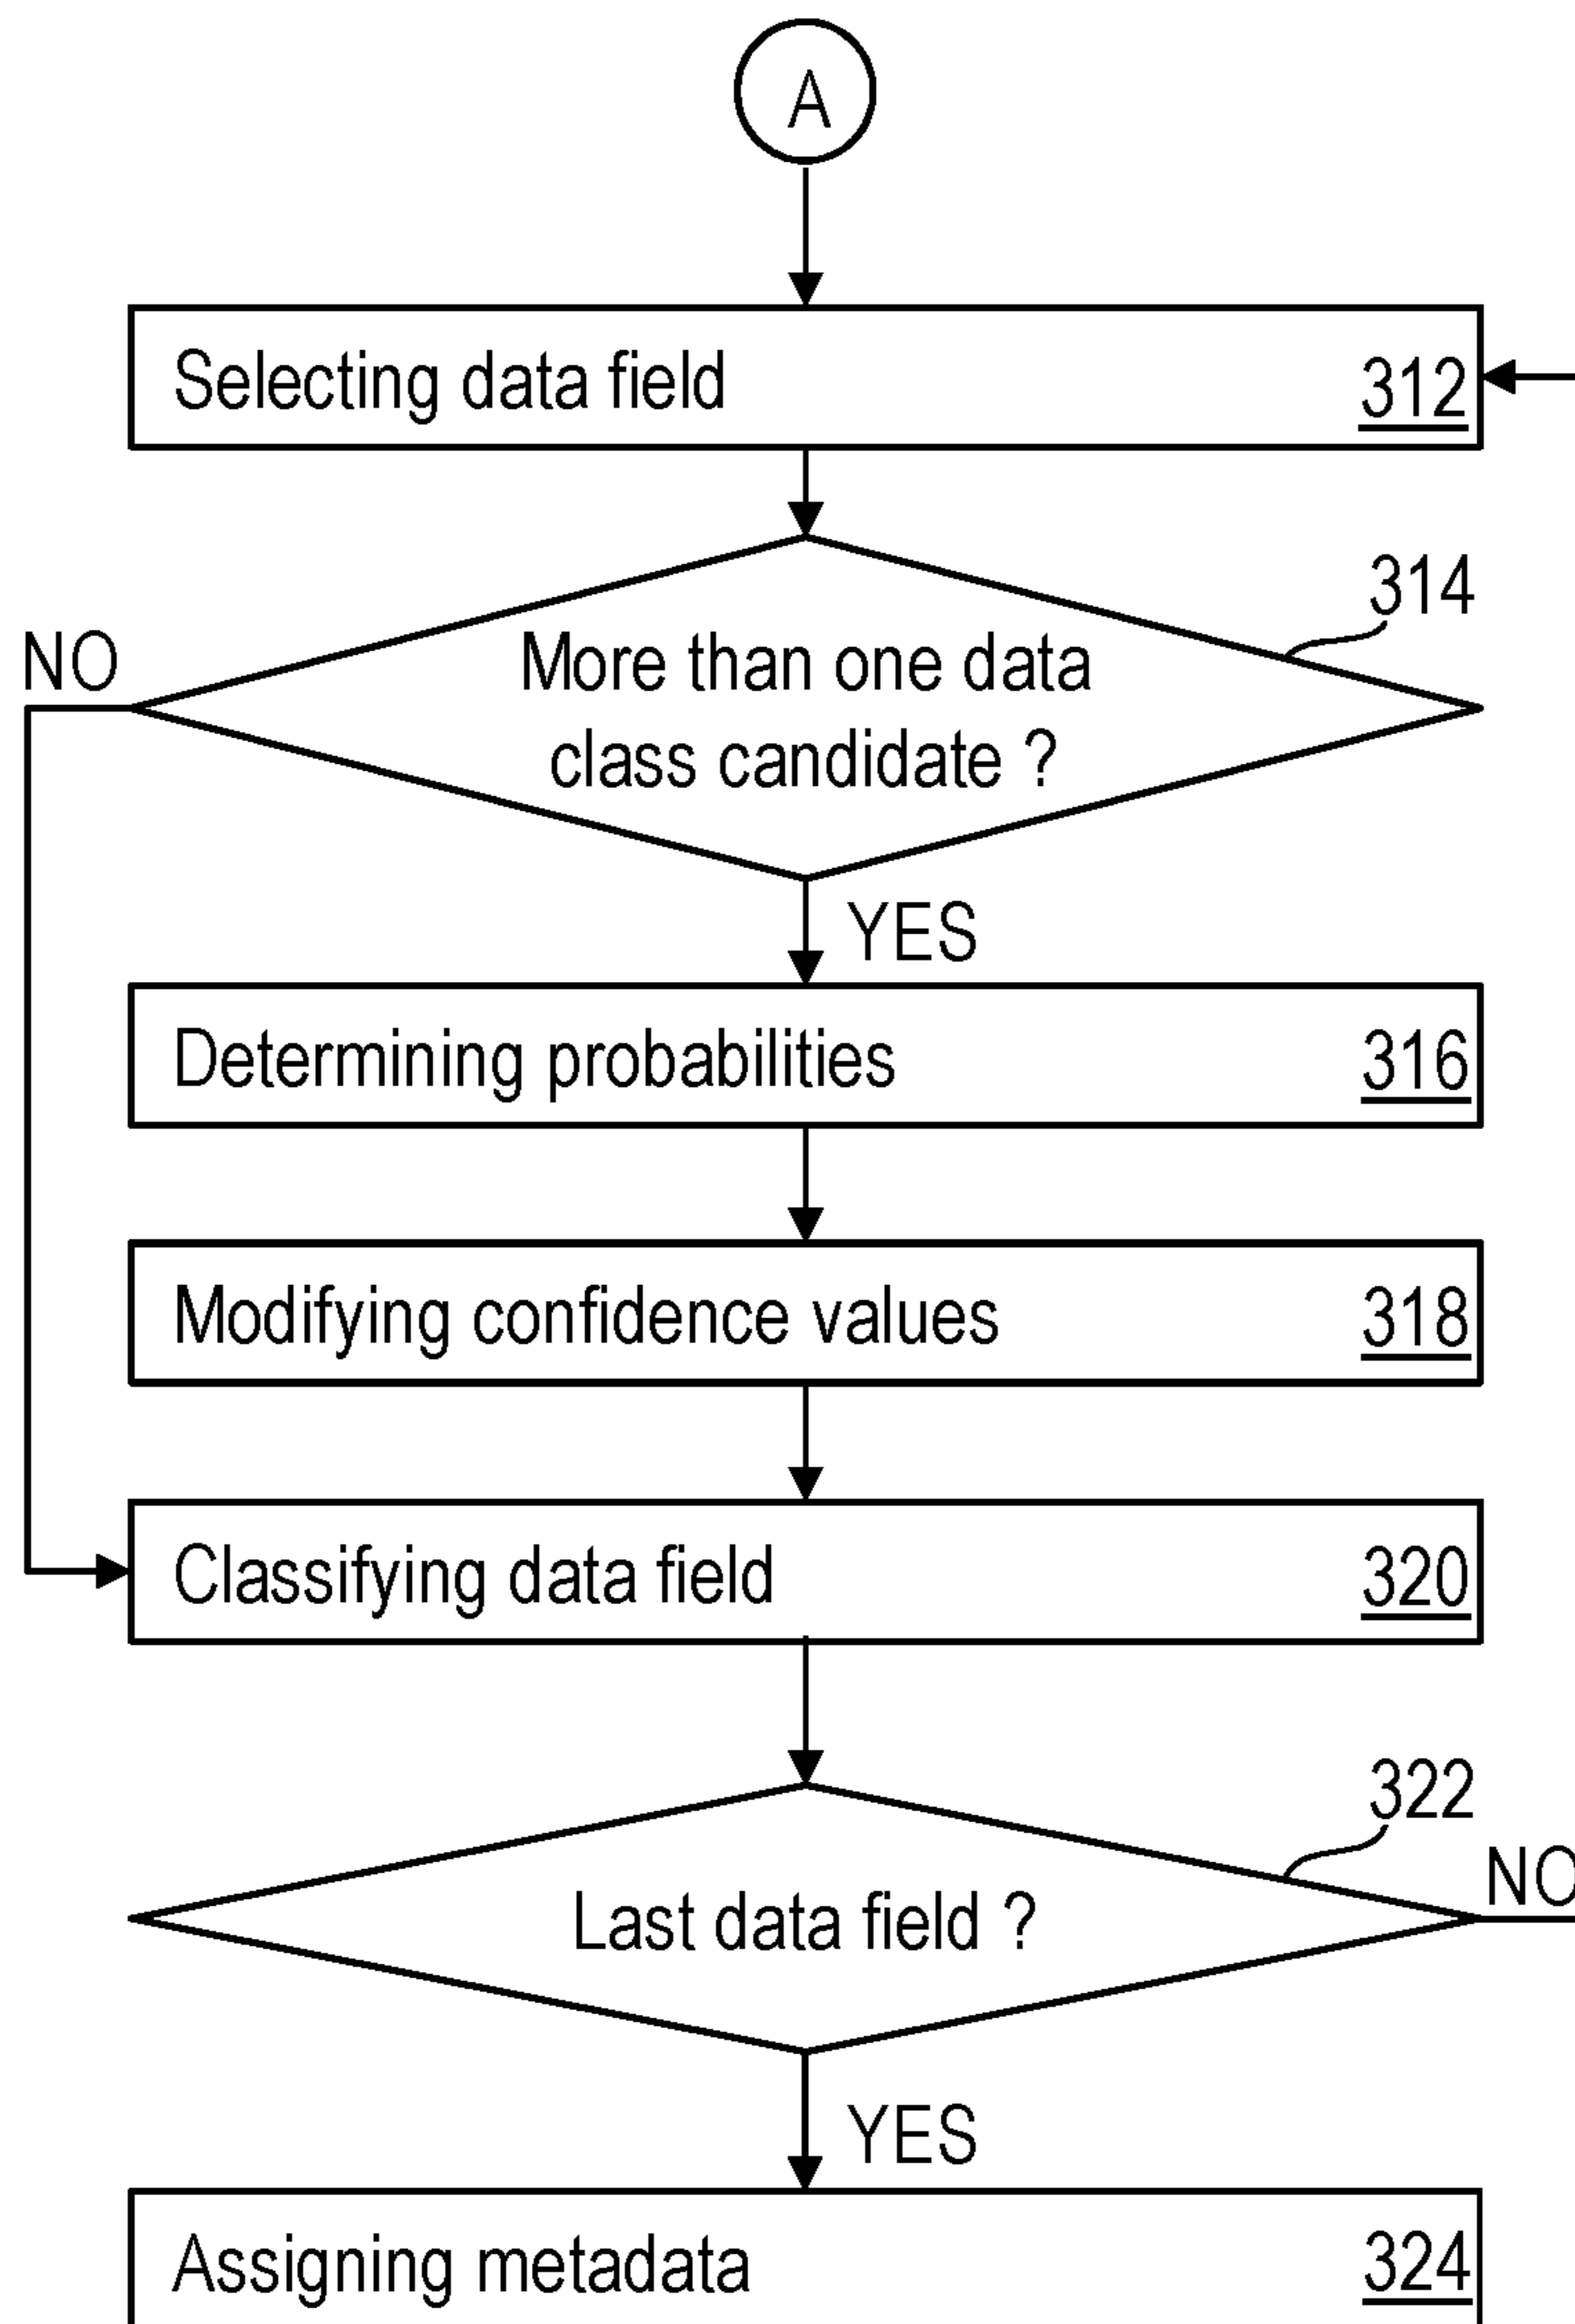 A
Selecting data field 312
314
NO
More than one data
class candidate ?
YES
Determining probabilities 316
Modifying confidence values 318
Classifying data field 320
322
NO
Last data field ?
YES
Assigning metadata 324